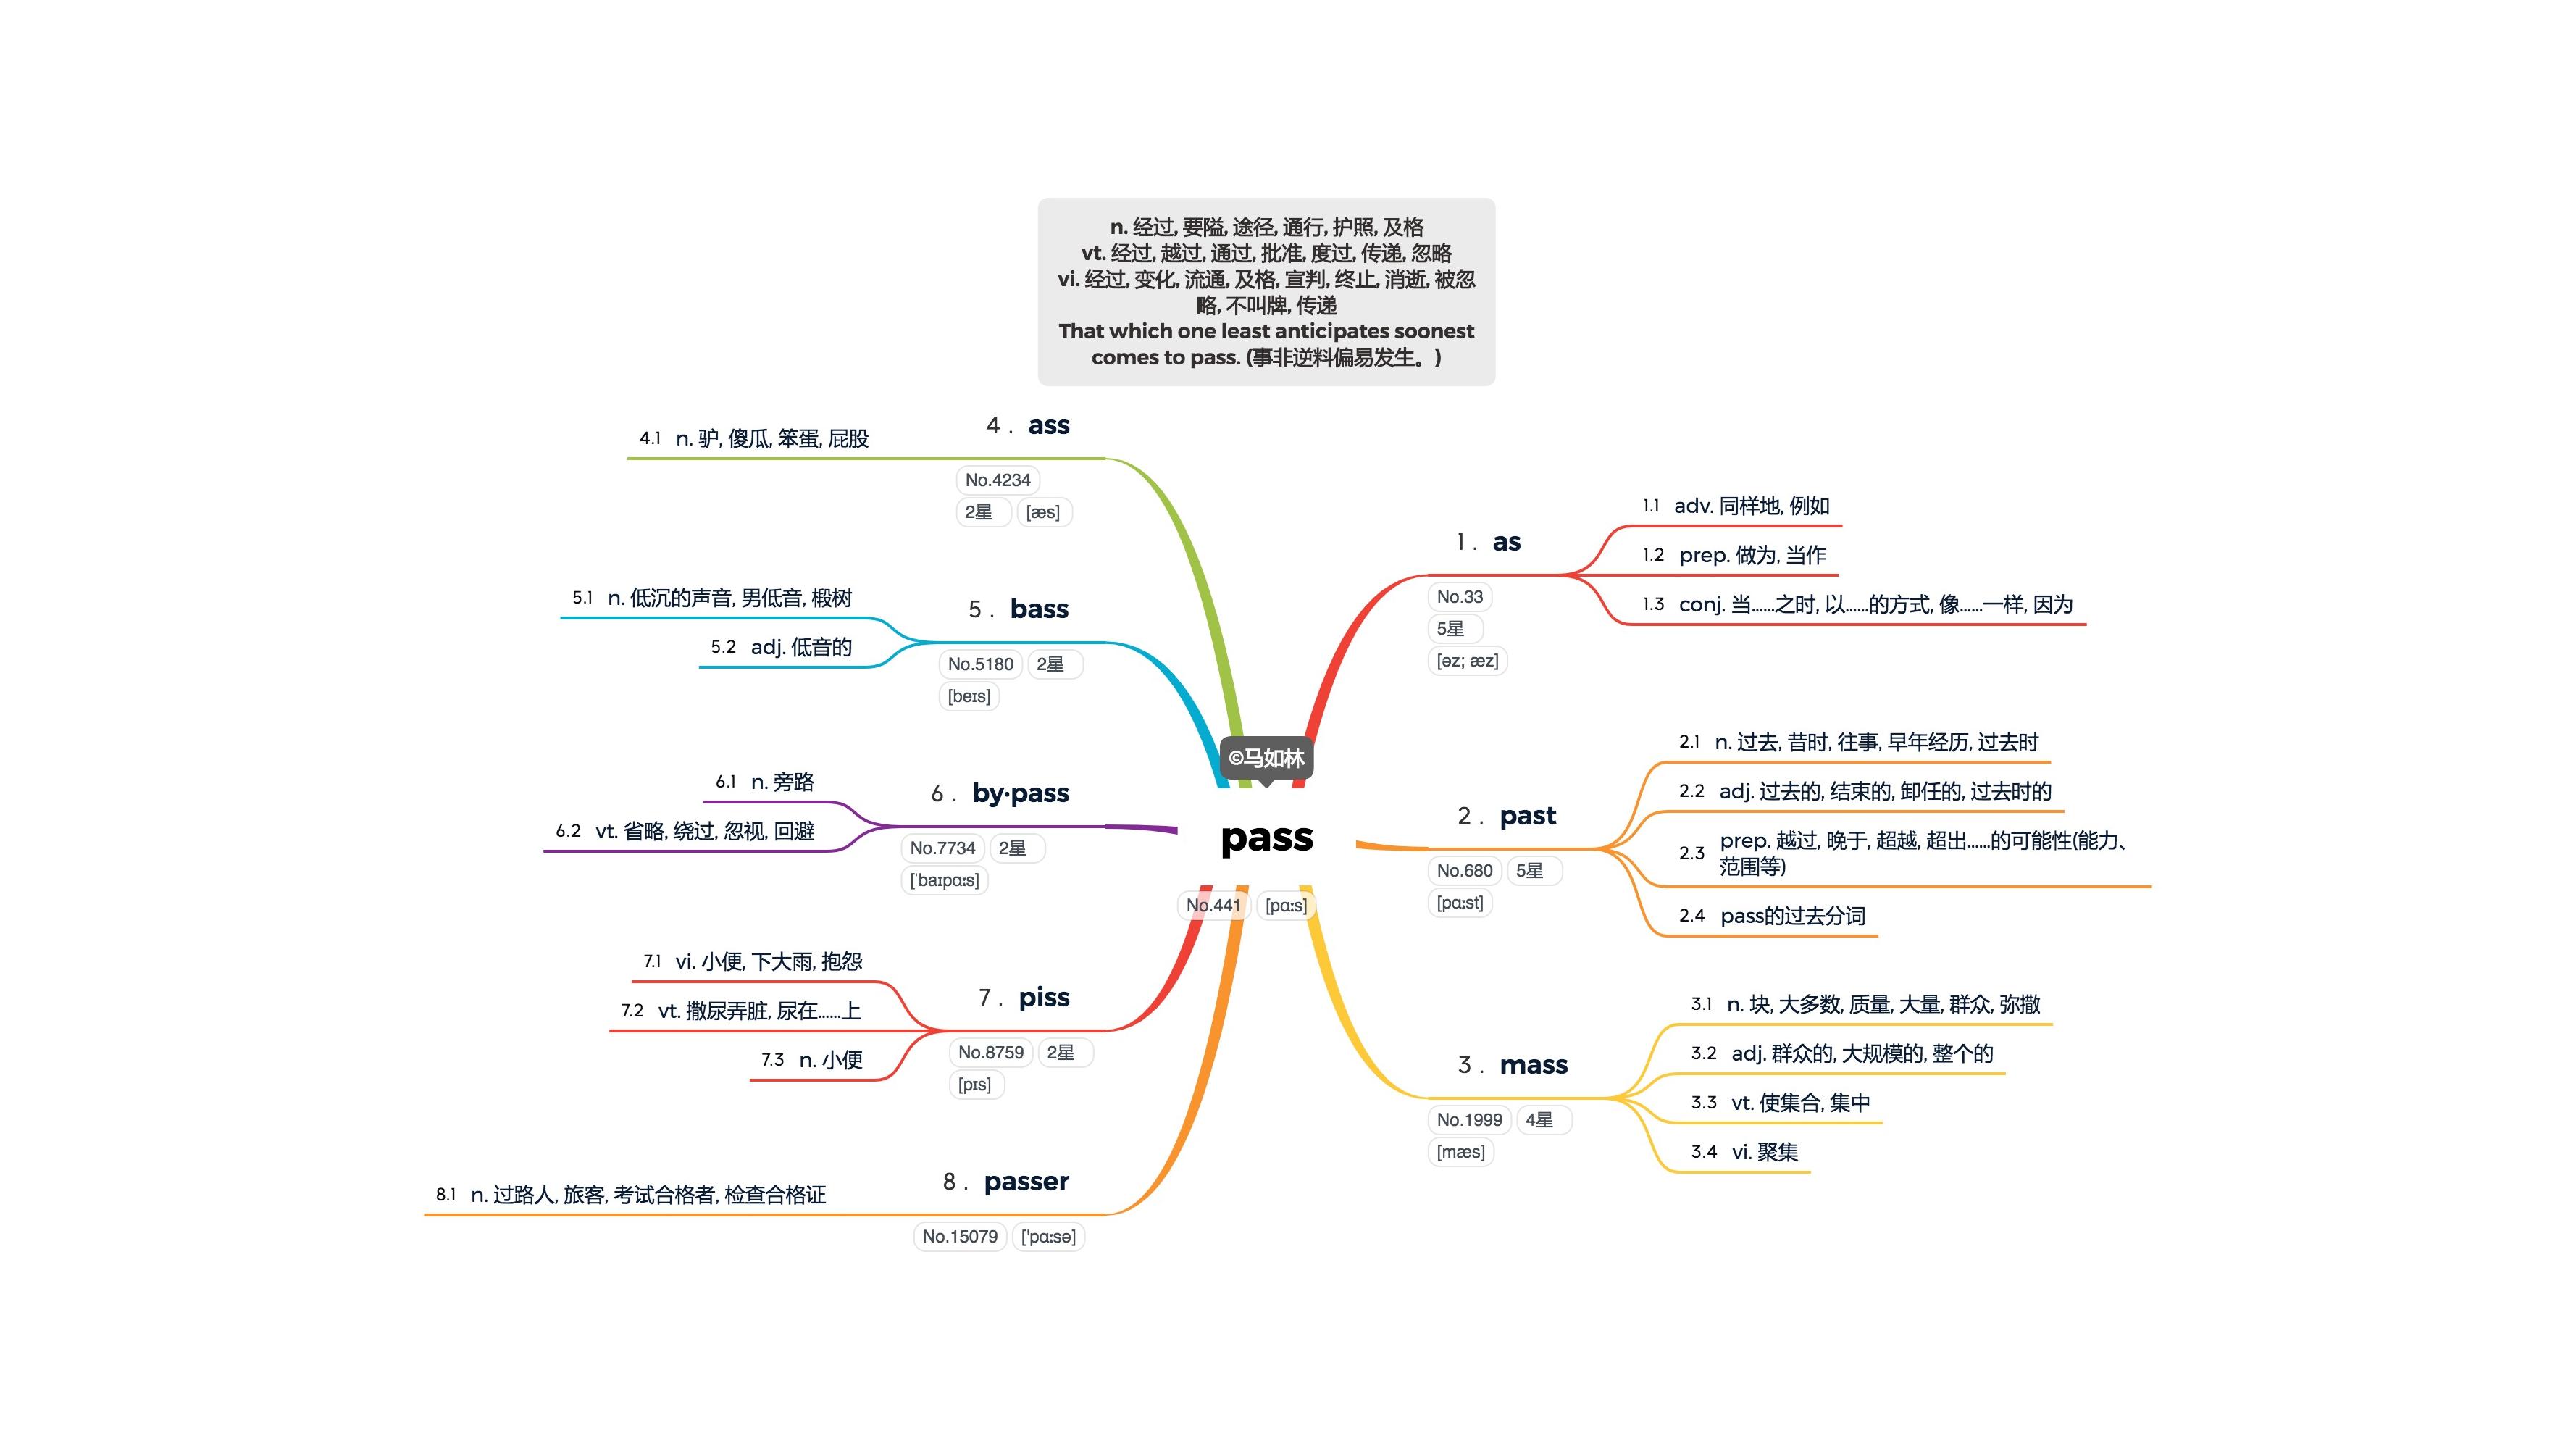 n. 经过, 要隘, 途径, 通行, 护照, 及格
vt. 经过, 越过, 通过, 批准, 度过, 传递, 忽略
vi. 经过, 变化, 流通, 及格, 宣判, 终止, 消逝, 被忽
略, 不叫牌, 传递
That which one least anticipates soonest
comes to pass. (事非逆料偏易发生。)
©马如林
pass
No.441 [pɑːs]
1. as
No.33
5星
[əz; æz]
1.1 adv. 同样地, 例如
1.2 prep. 做为, 当作
1.3 conj. 当……之时, 以……的方式, 像……一样, 因为
2. past
No.680 5星
[pɑːst]
2.1 n. 过去, 昔时, 往事, 早年经历, 过去时
2.2 adj. 过去的, 结束的, 卸任的, 过去时的
2.3 prep. 越过, 晚于, 超越, 超出……的可能性(能力、
范围等)
2.4 pass的过去分词
3. mass
No.1999 4星
[mæs]
3.1 n. 块, 大多数, 质量, 大量, 群众, 弥撒
3.2 adj. 群众的, 大规模的, 整个的
3.3 vt. 使集合, 集中
3.4 vi. 聚集
4. ass
No.4234
2星 [æs]
4.1 n. 驴, 傻瓜, 笨蛋, 屁股
5. bass
No.5180 2星
[beɪs]
5.1 n. 低沉的声音, 男低音, 椴树
5.2 adj. 低音的
6. by·pass
No.7734 2星
[ˈbaɪpɑːs]
6.1 n. 旁路
6.2 vt. 省略, 绕过, 忽视, 回避
7. piss
No.8759 2星
[pɪs]
7.1 vi. 小便, 下大雨, 抱怨
7.2 vt. 撒尿弄脏, 尿在……上
7.3 n. 小便
8. passer
No.15079 ['pɑːsə]
8.1 n. 过路人, 旅客, 考试合格者, 检查合格证